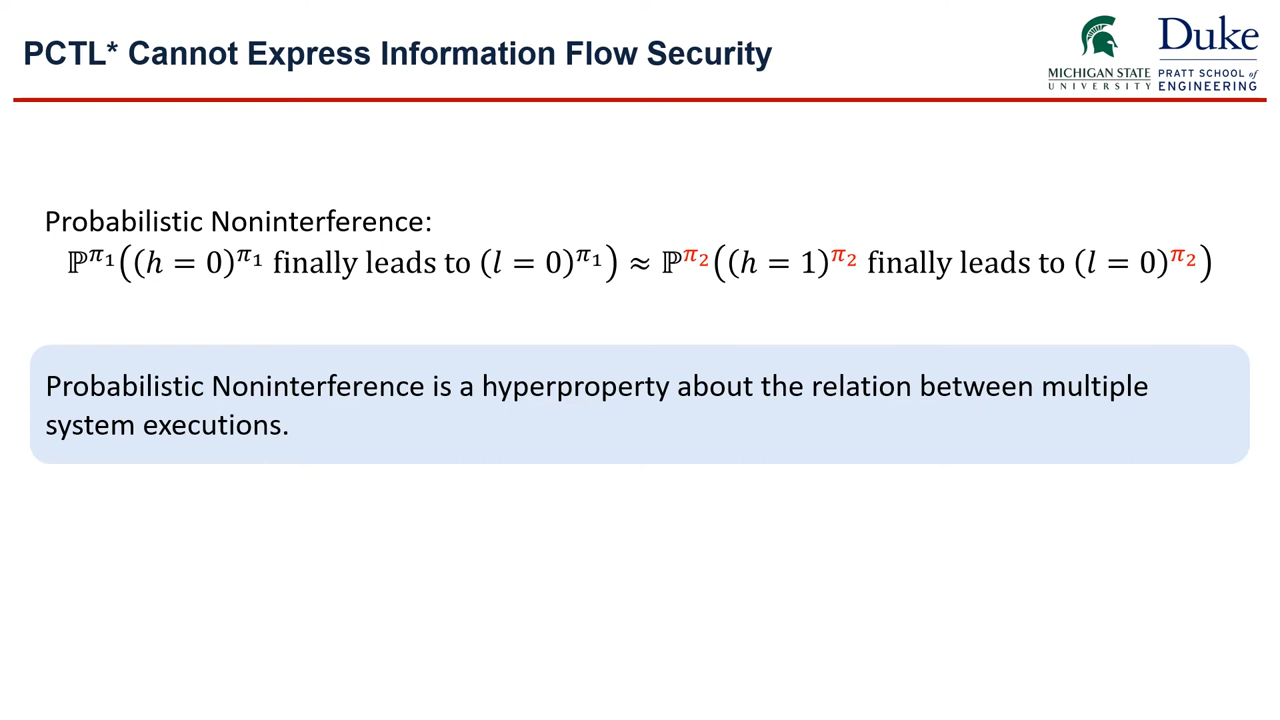 PCTL* Cannot Express Information Flow Security
MICHIGAN STATE
UNIVERSITY
Duke
PRATT SCHOOL of
ENGINEERING
Probabilistic Noninterference:
ℙ^π₁((h = 0)^π₁ finally leads to (l = 0)^π₁) ≈ ℙ^π₂((h = 1)^π₂ finally leads to (l = 0)^π₂)
Probabilistic Noninterference is a hyperproperty about the relation between multiple
system executions.